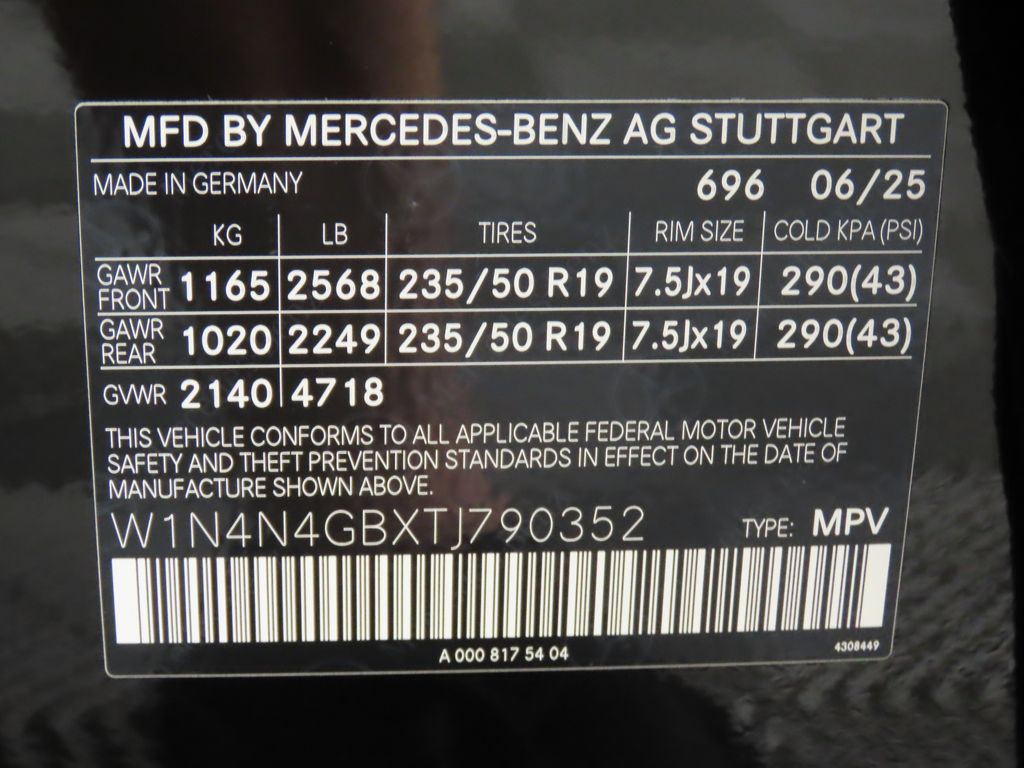 MFD BY MERCEDES-BENZ AG STUTTGART
MADE IN GERMANY 696 06/25
KG LB TIRES RIM SIZE COLD KPA (PSI)
GAWR FRONT 1165 2568 235/50 R19 7.5Jx19 290(43)
GAWR REAR 1020 2249 235/50 R19 7.5Jx19 290(43)
GVWR 2140 4718
THIS VEHICLE CONFORMS TO ALL APPLICABLE FEDERAL MOTOR VEHICLE
SAFETY AND THEFT PREVENTION STANDARDS IN EFFECT ON THE DATE OF
MANUFACTURE SHOWN ABOVE.
W1N4N4GBXTJ790352 TYPE: MPV
A 000 817 54 04 4308449